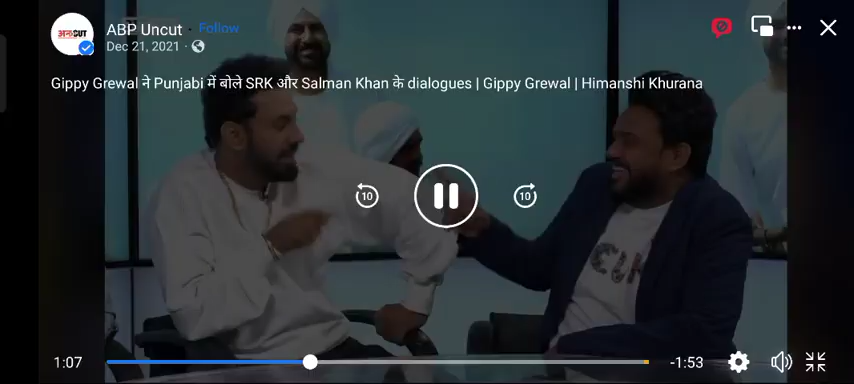 अनCUT
ABP Uncut · Follow
Dec 21, 2021 ·
Gippy Grewal ने Punjabi में बोले SRK और Salman Khan के dialogues | Gippy Grewal | Himanshi Khurana
10
10
1:07
-1:53